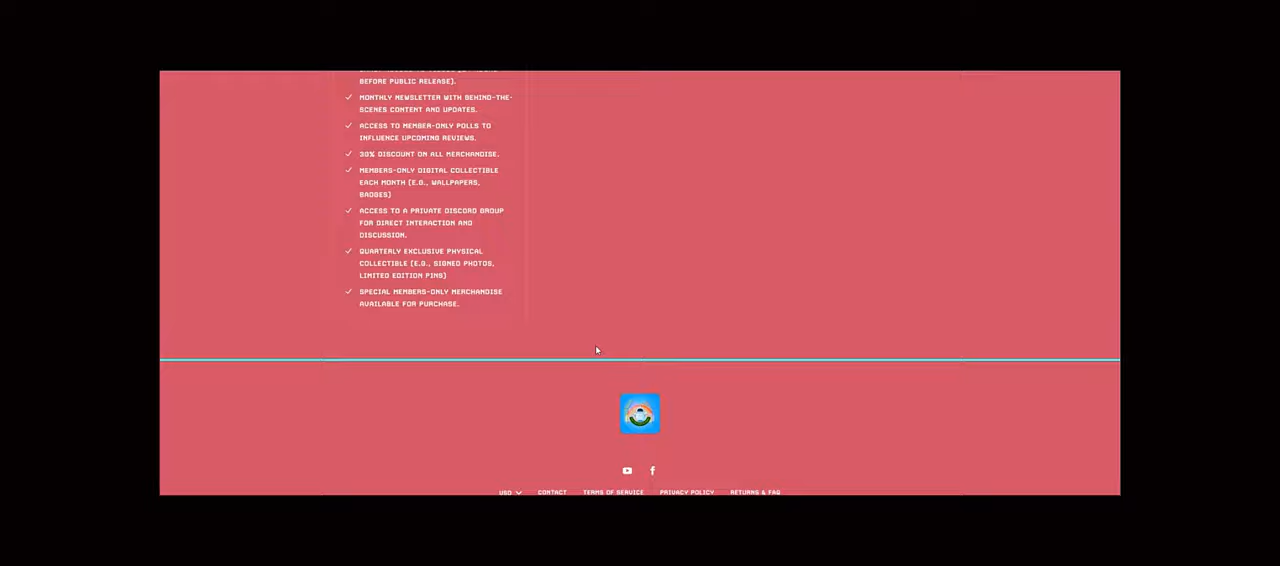 BEFORE PUBLIC RELEASE).
MONTHLY NEWSLETTER WITH BEHIND-THE-
SCENES CONTENT AND UPDATES.
ACCESS TO MEMBER-ONLY POLLS TO
INFLUENCE UPCOMING REVIEWS.
30% DISCOUNT ON ALL MERCHANDISE.
MEMBERS-ONLY DIGITAL COLLECTIBLE
EACH MONTH (E.G., WALLPAPERS,
BADGES)
ACCESS TO A PRIVATE DISCORD GROUP
FOR DIRECT INTERACTION AND
DISCUSSION.
QUARTERLY EXCLUSIVE PHYSICAL
COLLECTIBLE (E.G., SIGNED PHOTOS,
LIMITED EDITION PINS)
SPECIAL MEMBERS-ONLY MERCHANDISE
AVAILABLE FOR PURCHASE.
USD CONTACT TERMS OF SERVICE PRIVACY POLICY RETURNS & FAQ